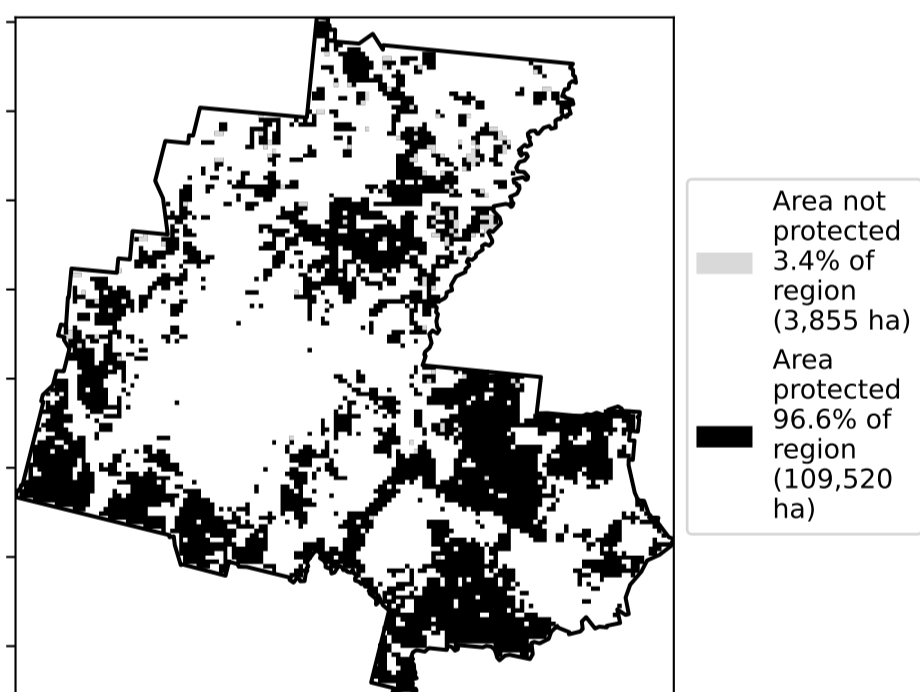 Area not
protected
3.4% of
region
(3,855 ha)
Area
protected
96.6% of
region
(109,520
ha)